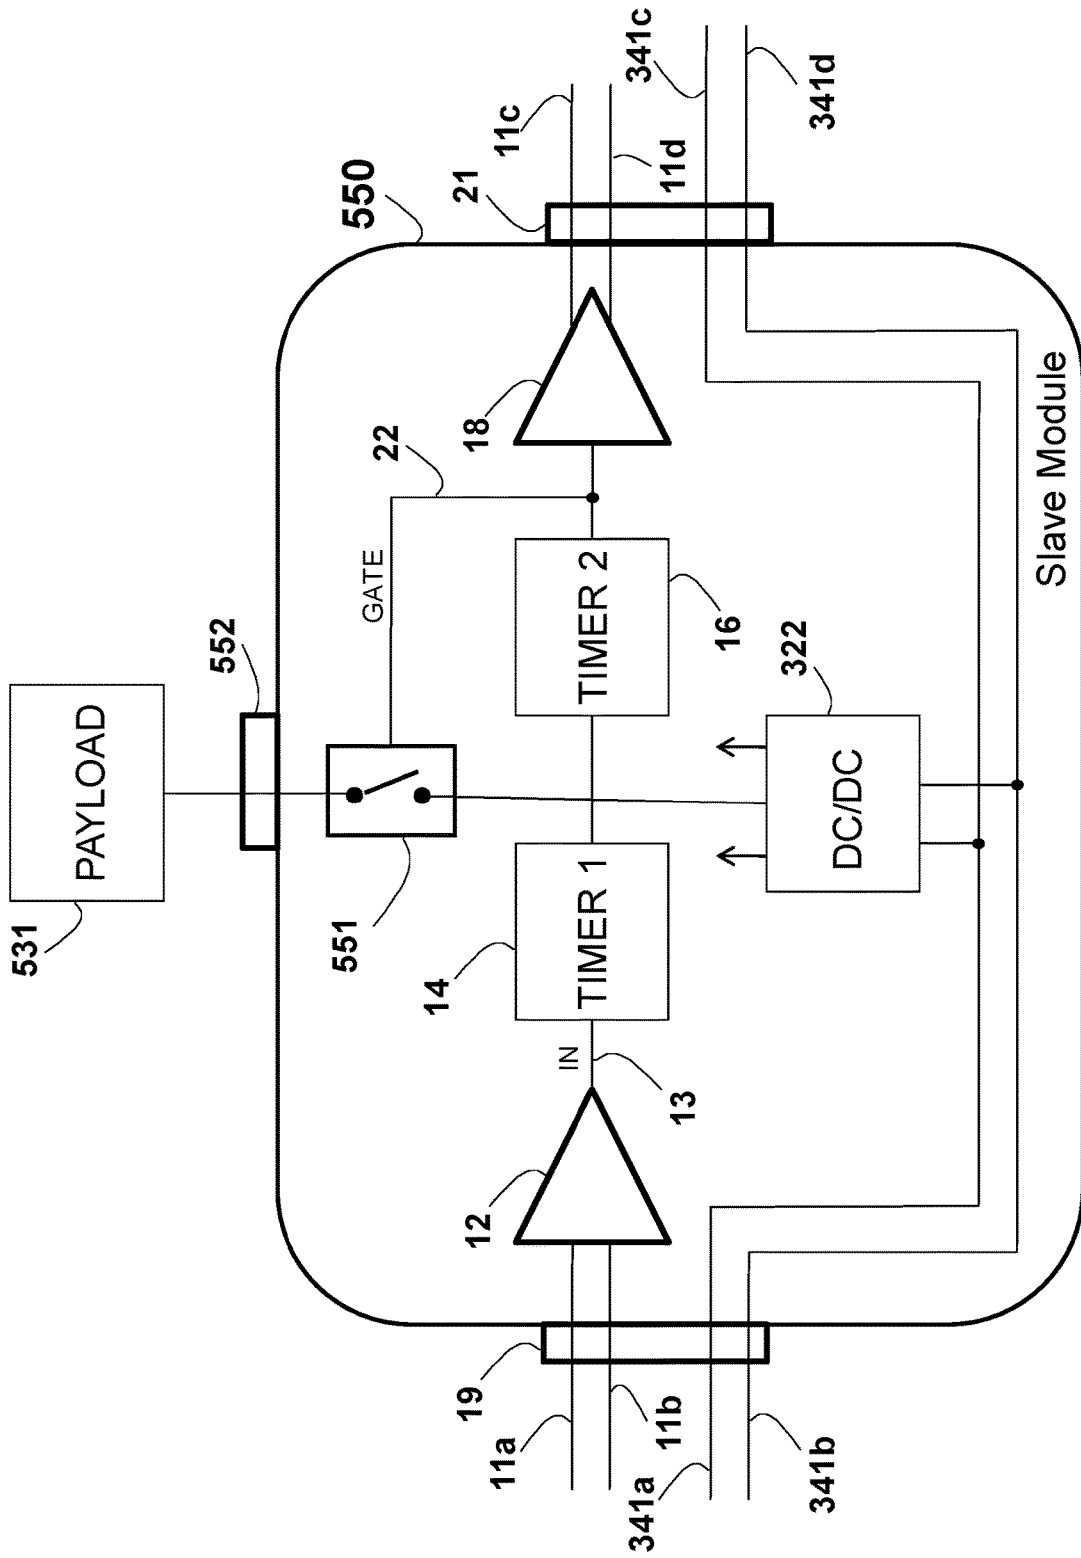 PAYLOAD
531
552
550
551
GATE
22
18
21
11c
11d
341c
341d
12
IN
13
14
TIMER 1
TIMER 2
16
322
DC/DC
19
11a
11b
341a
341b
Slave Module